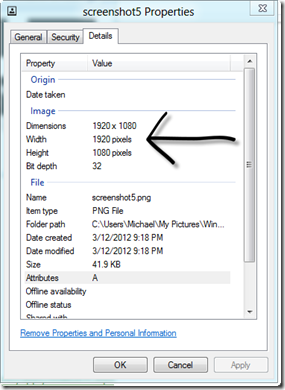 screenshot5 Properties
General Security Details
Property Value
Origin
Date taken
Image
Dimensions 1920 x 1080
Width 1920 pixels
Height 1080 pixels
Bit depth 32
File
Name screenshot5.png
Item type PNG File
Folder path C:\Users\Michael\My Pictures\Win...
Date created 3/12/2012 9:18 PM
Date modified 3/12/2012 9:18 PM
Size 41.9 KB
Attributes A
Offline availability
Offline status
Shared with
Remove Properties and Personal Information
OK Cancel Apply